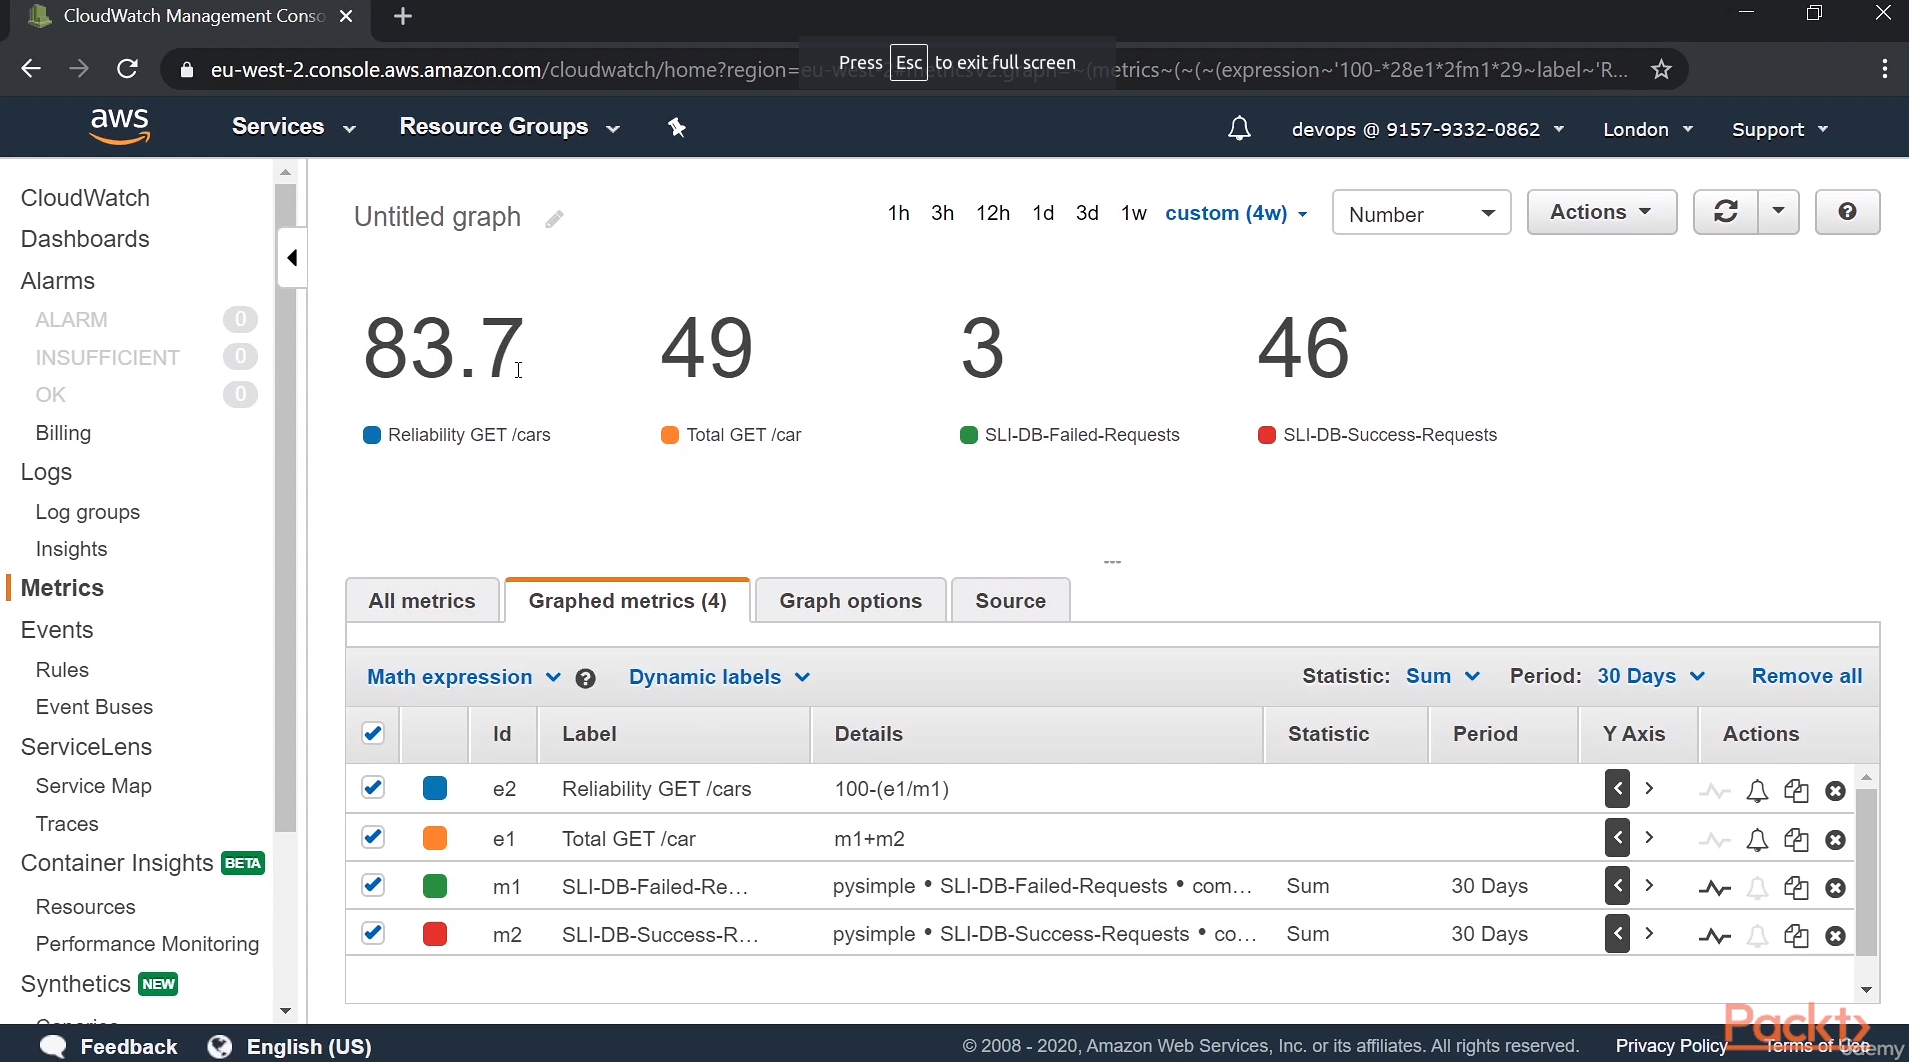 CloudWatch Management Conso
Press Esc to exit full screen
eu-west-2.console.aws.amazon.com/cloudwatch/home?region=eu-west-2#metricsV2:graph=~(metrics~(~(~(expression~'100-*28e1*2fm1*29~label~'R...
aws Services Resource Groups devops @ 9157-9332-0862 London Support
CloudWatch
Dashboards
Alarms
ALARM 0
INSUFFICIENT 0
OK 0
Billing
Logs
Log groups
Insights
Metrics
Events
Rules
Event Buses
ServiceLens
Service Map
Traces
Container Insights BETA
Resources
Performance Monitoring
Synthetics NEW
Untitled graph 1h 3h 12h 1d 3d 1w custom (4w) Number Actions
83.7 49 3 46
Reliability GET /cars Total GET /car SLI-DB-Failed-Requests SLI-DB-Success-Requests
All metrics Graphed metrics (4) Graph options Source
Math expression Dynamic labels Statistic: Sum Period: 30 Days Remove all
Id Label Details Statistic Period Y Axis Actions
e2 Reliability GET /cars 100-(e1/m1)
e1 Total GET /car m1+m2
m1 SLI-DB-Failed-Re... pysimple • SLI-DB-Failed-Requests • com... Sum 30 Days
m2 SLI-DB-Success-R... pysimple • SLI-DB-Success-Requests • co... Sum 30 Days
Packt
Feedback English (US) © 2008 - 2020, Amazon Web Services, Inc. or its affiliates. All rights reserved. Privacy Policy Terms of Use
udemy